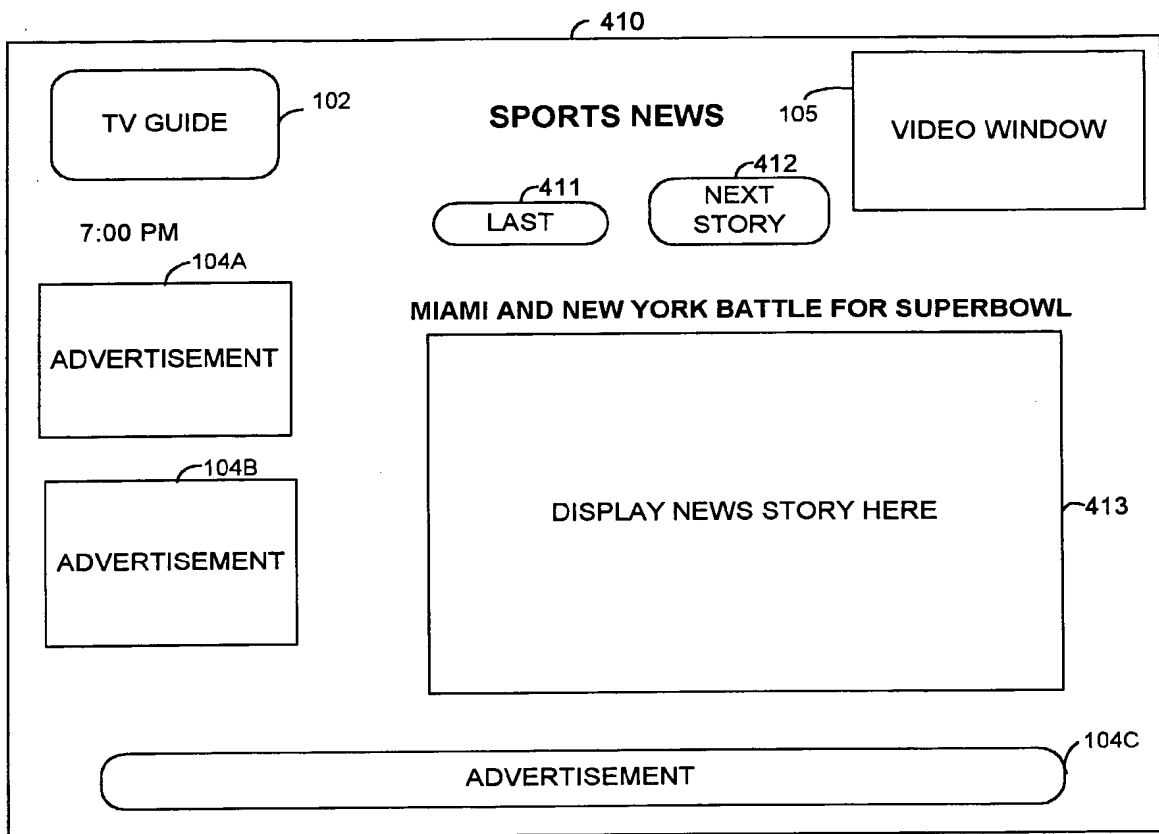 410
TV GUIDE
102
SPORTS NEWS
105
VIDEO WINDOW
411
LAST
412
NEXT
STORY
7:00 PM
104A
ADVERTISEMENT
MIAMI AND NEW YORK BATTLE FOR SUPERBOWL
104B
ADVERTISEMENT
DISPLAY NEWS STORY HERE
413
104C
ADVERTISEMENT